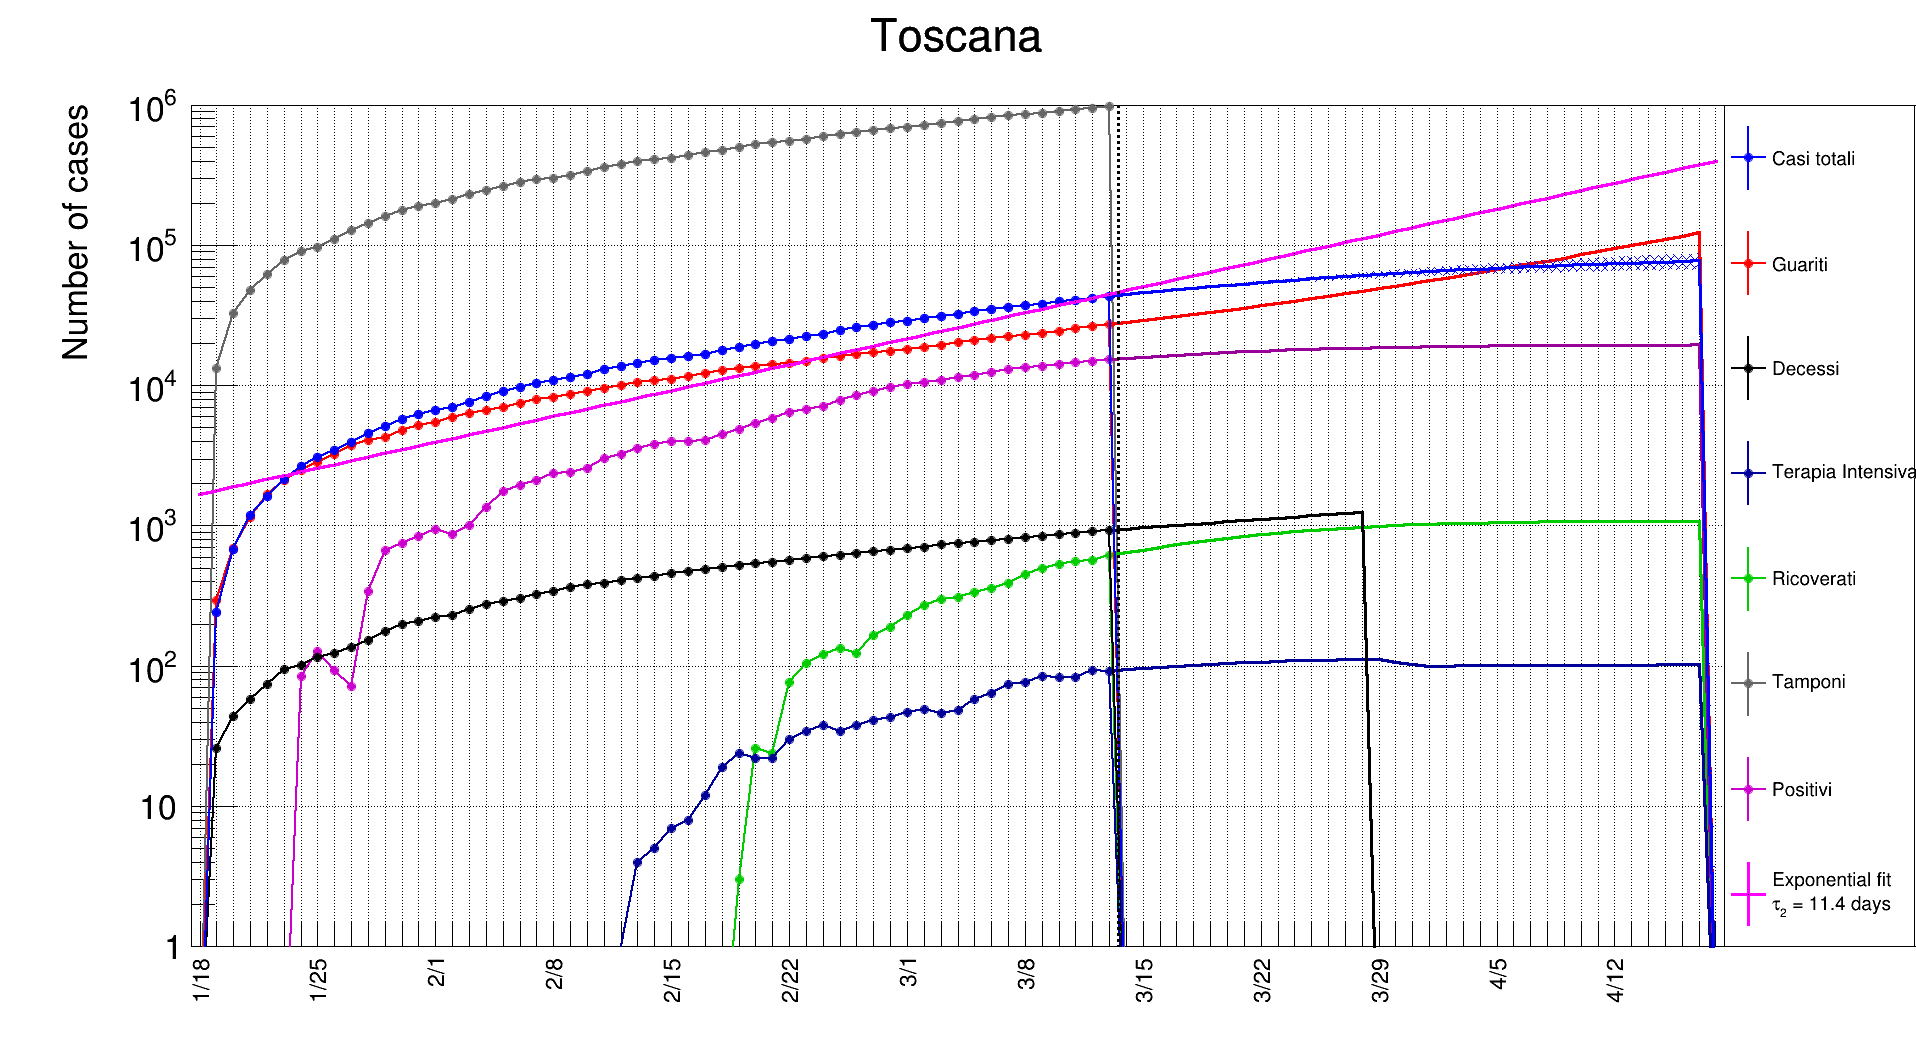 Toscana
Number of cases
10^6
10^5
10^4
10^3
10^2
10
1
1/18 1/25 2/1 2/8 2/15 2/22 3/1 3/8 3/15 3/22 3/29 4/5 4/12
Casi totali
Guariti
Decessi
Terapia Intensiva
Ricoverati
Tamponi
Positivi
Exponential fit
τ₂ = 11.4 days